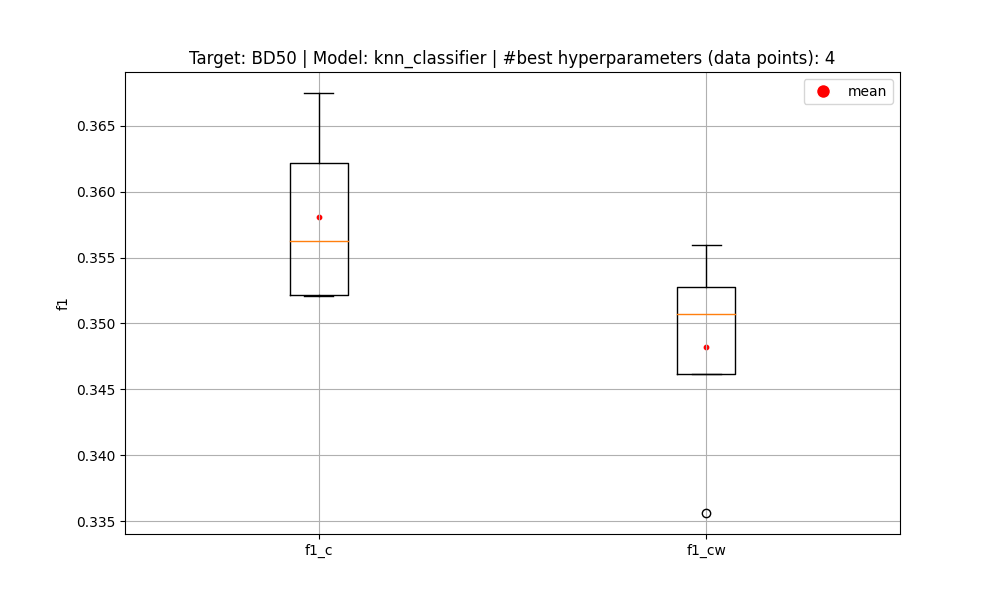 Target: BD50 | Model: knn_classifier | #best hyperparameters (data points): 4
mean
0.365
0.360
0.355
0.350
0.345
0.340
0.335
f1
f1_c
f1_cw